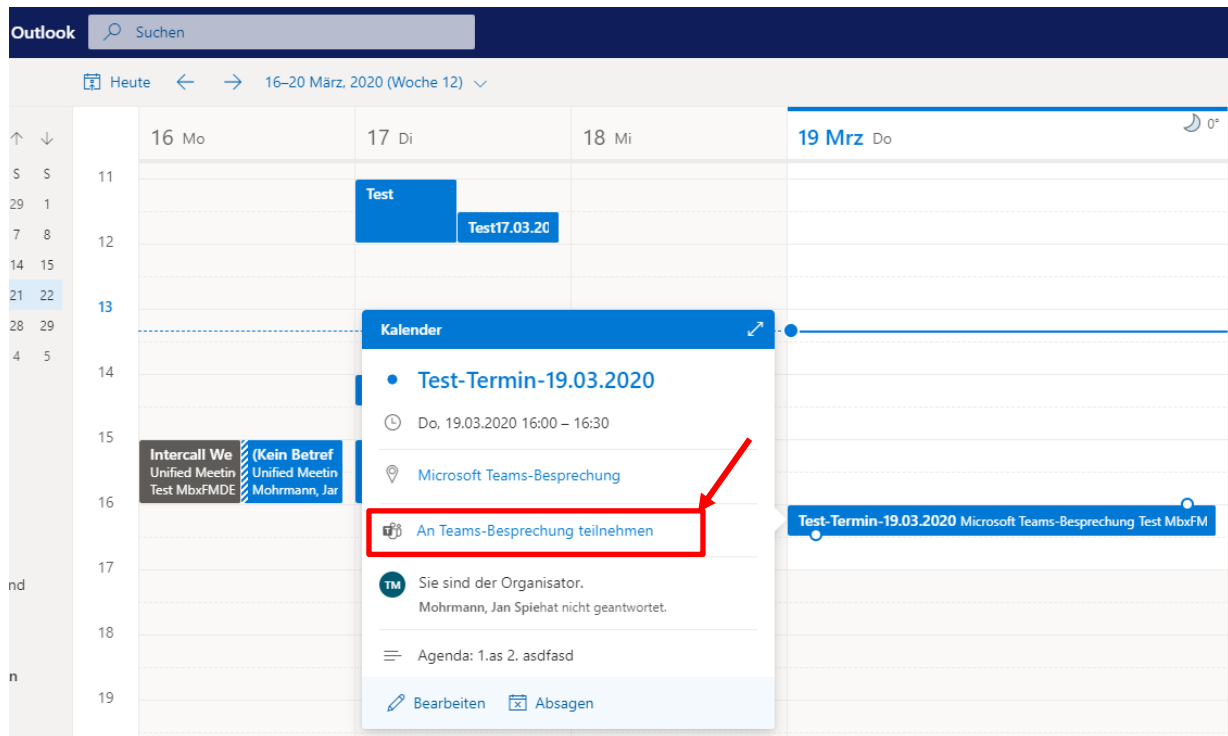 Outlook
Suchen
Heute
16–20 März, 2020 (Woche 12)
16 Mo
17 Di
18 Mi
19 Mrz Do
0°
S S
29 1
7 8
14 15
21 22
28 29
4 5
nd
n
11
12
13
14
15
16
17
18
19
Test
Test17.03.20
Intercall We
Unified Meetin
Test MbxFMDE
(Kein Betref
Unified Meetin
Mohrmann, Jar
Kalender
Test-Termin-19.03.2020
Do, 19.03.2020 16:00 – 16:30
Microsoft Teams-Besprechung
An Teams-Besprechung teilnehmen
TM
Sie sind der Organisator.
Mohrmann, Jan Spiehat nicht geantwortet.
Agenda: 1.as 2. asdfasd
Bearbeiten
Absagen
Test-Termin-19.03.2020 Microsoft Teams-Besprechung Test MbxFM